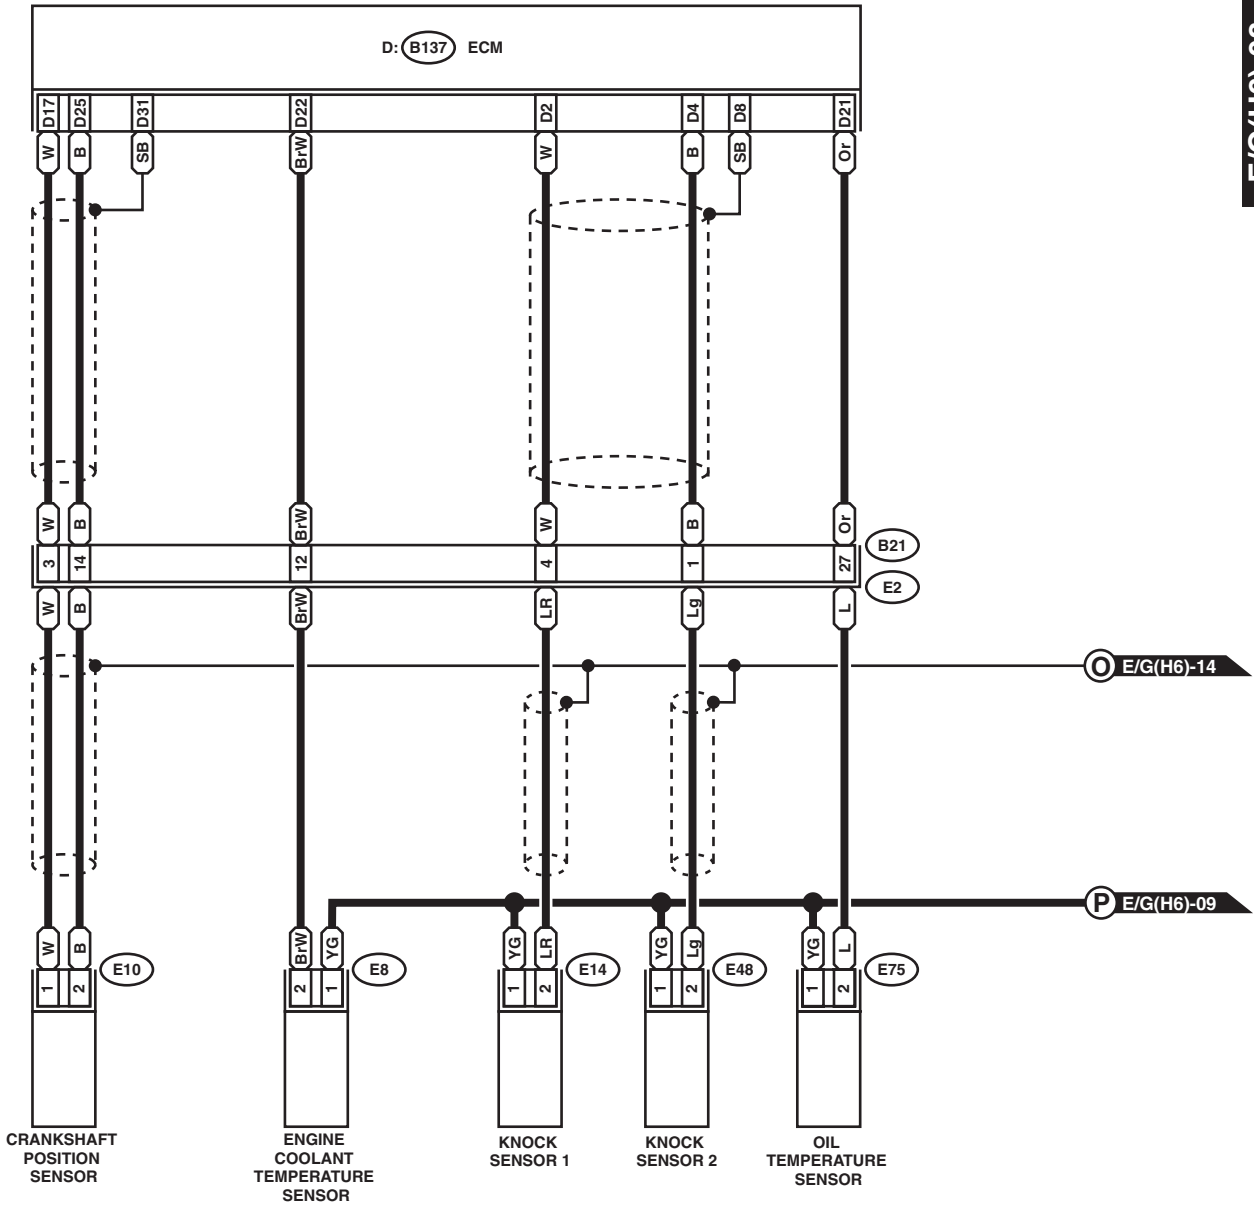 D: B137 ECM
D17 D25 D31 D22 D2 D4 D8 D21
W B SB BrW W B SB Or
W B BrW W B Or
3 14 12 4 1 27
B21
E2
W B BrW LR Lg L
O E/G(H6)-14
P E/G(H6)-09
W B BrW YG YG LR YG Lg YG L
1 2 2 1 1 2 1 2 1 2
E10 E8 E14 E48 E75
CRANKSHAFT
POSITION
SENSOR
ENGINE
COOLANT
TEMPERATURE
SENSOR
KNOCK
SENSOR 1
KNOCK
SENSOR 2
OIL
TEMPERATURE
SENSOR